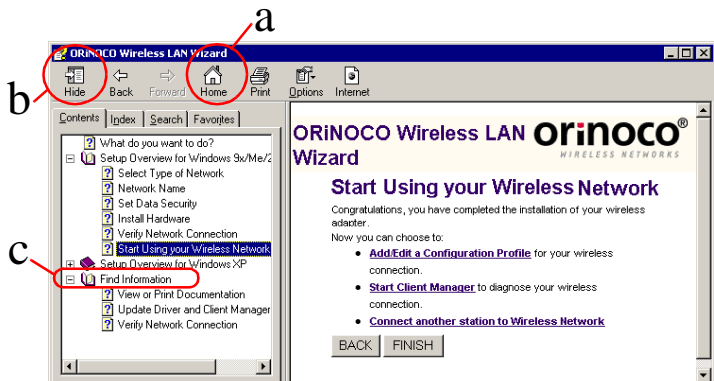 a
ORiNOCO Wireless LAN Wizard
b
Hide Back Forward Home Print Options Internet
Contents Index Search Favorites
What do you want to do?
Setup Overview for Windows 9x/Me/2
Select Type of Network
Network Name
Set Data Security
Install Hardware
Verify Network Connection
Start Using your Wireless Network
c
Setup Overview for Windows XP
Find Information
View or Print Documentation
Update Driver and Client Manager
Verify Network Connection
ORiNOCO Wireless LAN
Wizard
orinoco®
WIRELESS NETWORKS
Start Using your Wireless Network
Congratulations, you have completed the installation of your wireless
adapter.
Now you can choose to:
• Add/Edit a Configuration Profile for your wireless
connection.
• Start Client Manager to diagnose your wireless
connection.
• Connect another station to Wireless Network
BACK FINISH